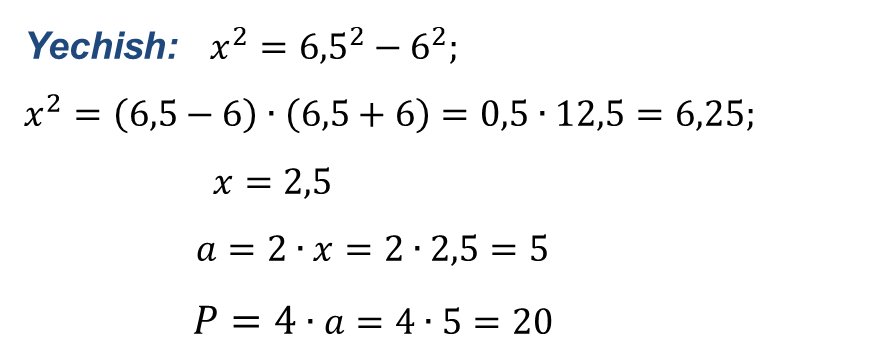 Yechish: x² = 6,5² − 6²;
x² = (6,5 − 6) · (6,5 + 6) = 0,5 · 12,5 = 6,25;
x = 2,5
a = 2 · x = 2 · 2,5 = 5
P = 4 · a = 4 · 5 = 20